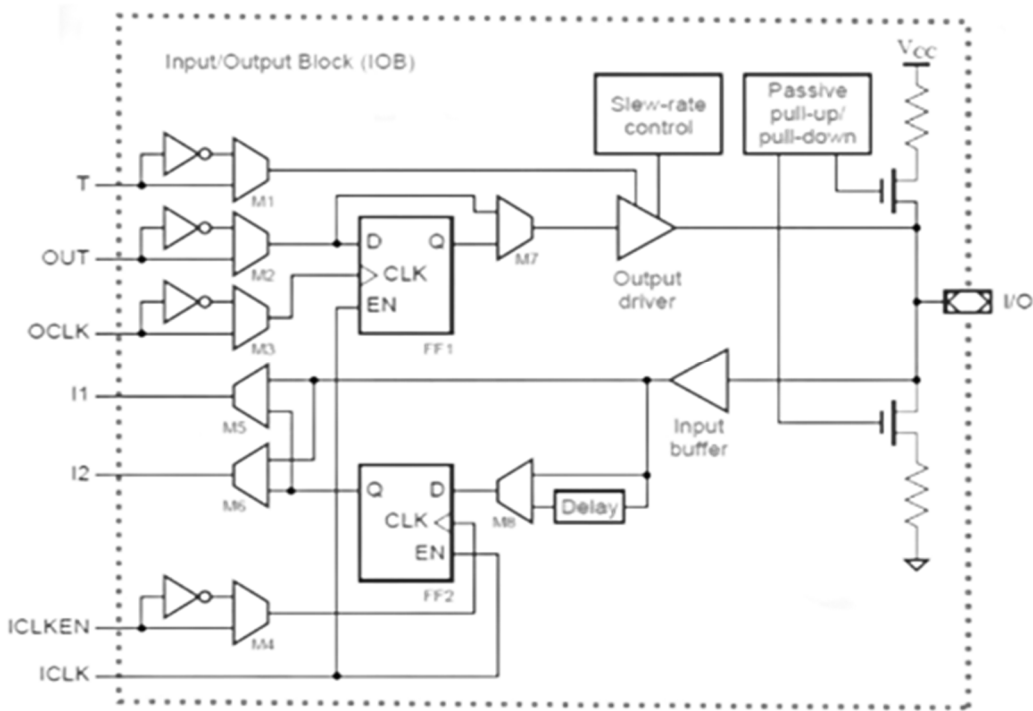 Input/Output Block (IOB)
VCC
Slew-rate
control
Passive
pull-up/
pull-down
T
M1
OUT
M2
D
Q
M7
CLK
EN
FF1
Output
driver
OCLK
M3
I/O
I1
M5
Input
buffer
I2
M6
Q
D
M8
Delay
CLK
EN
FF2
ICLKEN
M4
ICLK